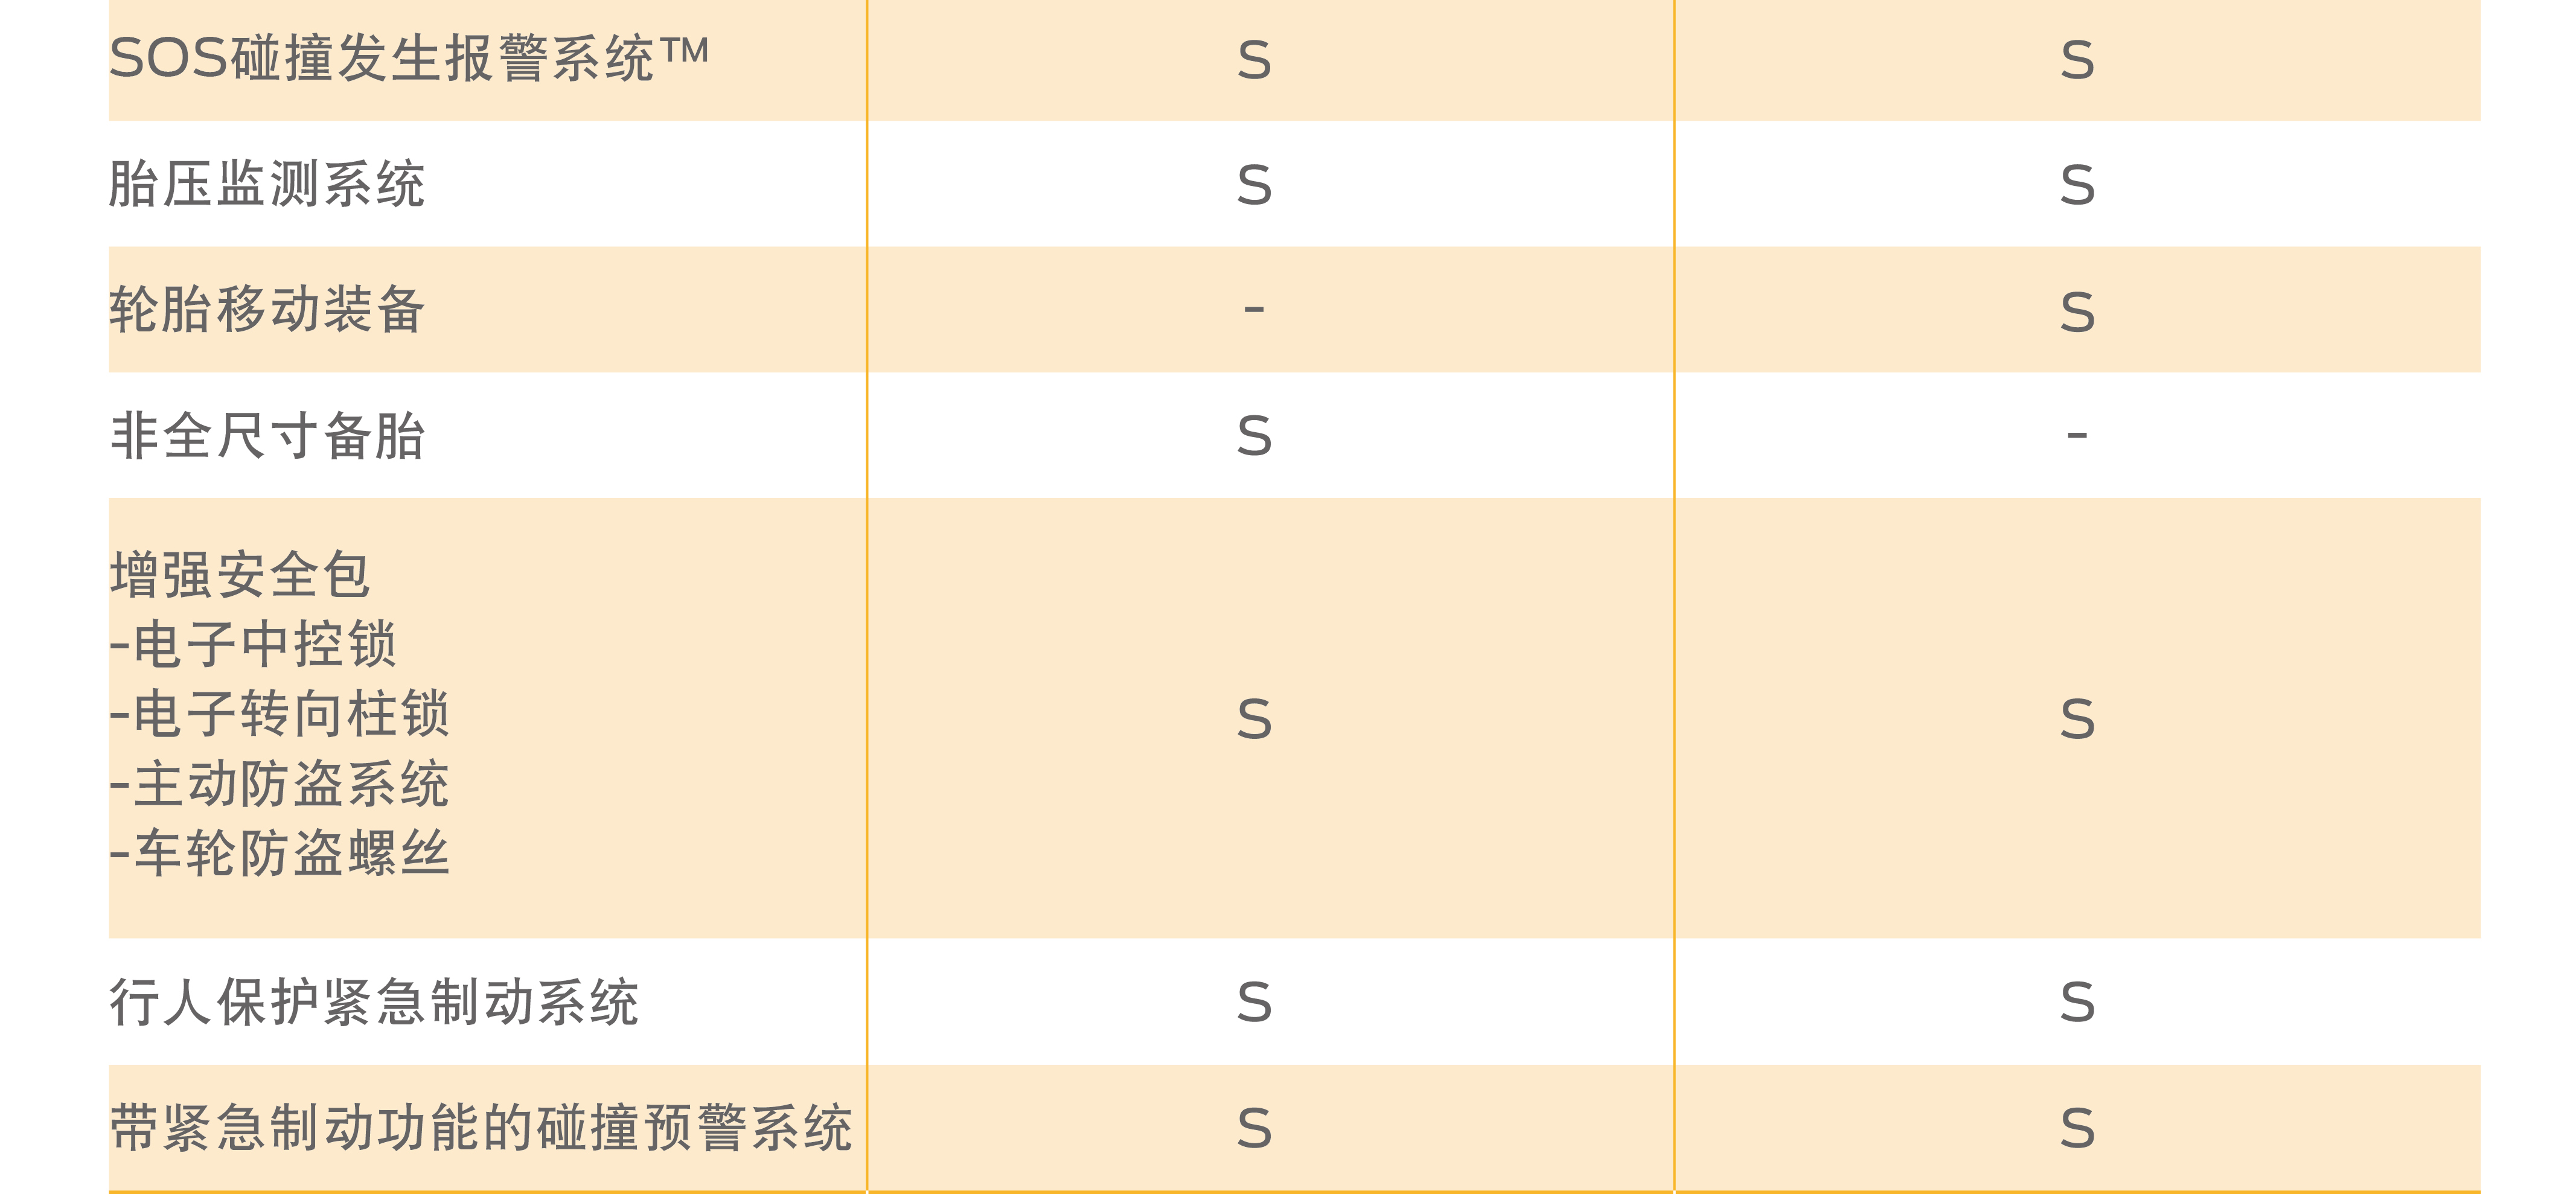 SOS碰撞发生报警系统™ S S
胎压监测系统 S S
轮胎移动装备 - S
非全尺寸备胎 S -
增强安全包
-电子中控锁
-电子转向柱锁 S S
-主动防盗系统
-车轮防盗螺丝
行人保护紧急制动系统 S S
带紧急制动功能的碰撞预警系统 S S